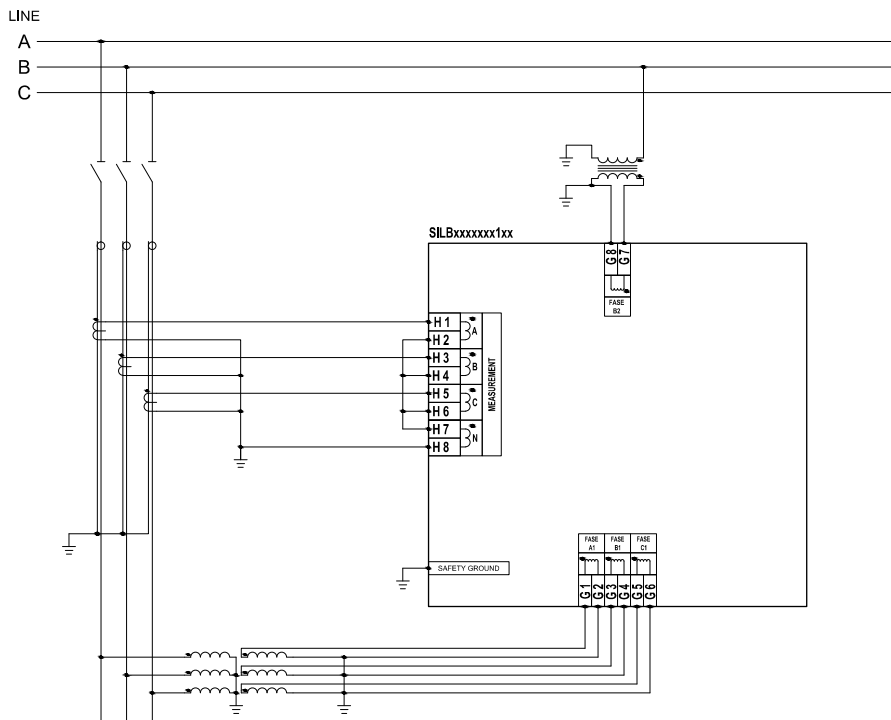 LINE
A
B
C
SILBxxxxxxx1xx
G8
G7
FASE
B2
H1
H2
A
H3
H4
B
H5
H6
C
H7
H8
N
MEASUREMENT
SAFETY GROUND
FASE
A1
FASE
B1
FASE
C1
G1
G2
G3
G4
G5
G6